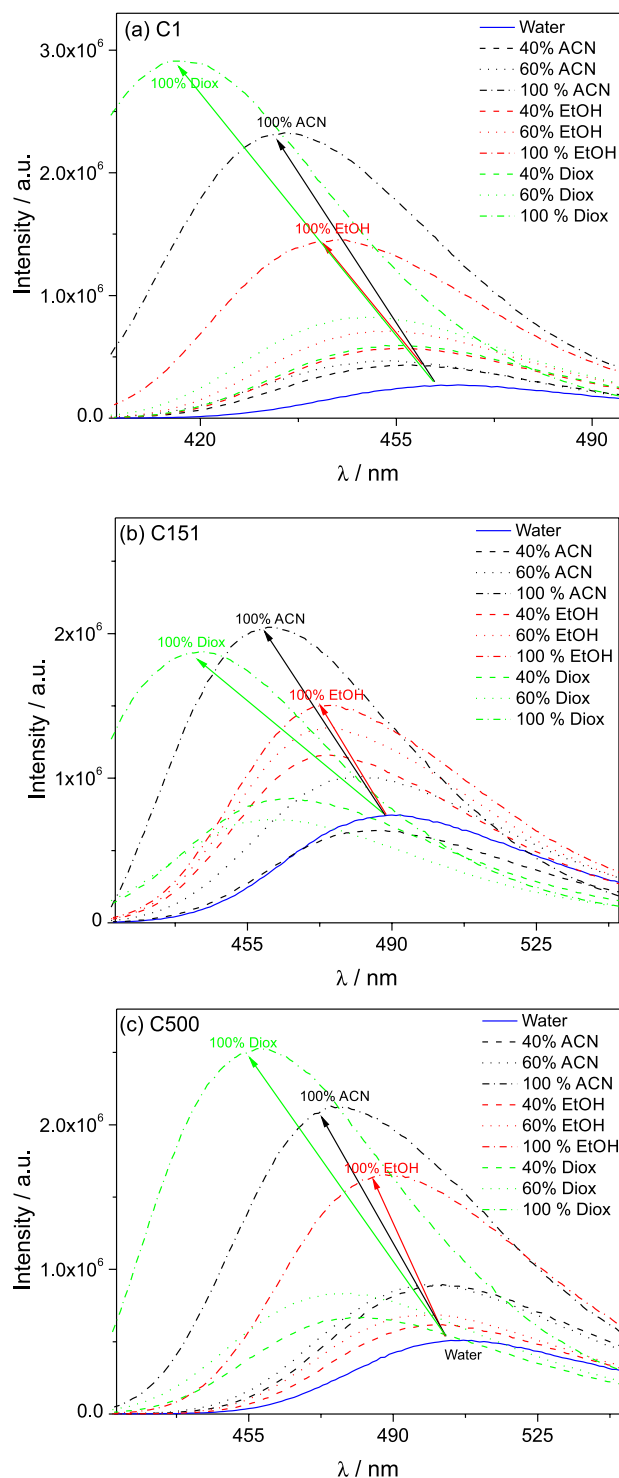 (a) C1
Water
40% ACN
60% ACN
100 % ACN
40% EtOH
60% EtOH
100 % EtOH
40% Diox
60% Diox
100 % Diox
100% Diox
100% ACN
100% EtOH
3.0x10⁶
2.0x10⁶
1.0x10⁶
0.0
Intensity / a.u.
420 455 490
λ / nm
(b) C151
Water
40% ACN
60% ACN
100 % ACN
40% EtOH
60% EtOH
100 % EtOH
40% Diox
60% Diox
100 % Diox
100% ACN
100% Diox
100% EtOH
2x10⁶
1x10⁶
0
Intensity / a.u.
455 490 525
λ / nm
(c) C500
Water
40% ACN
60% ACN
100 % ACN
40% EtOH
60% EtOH
100 % EtOH
40% Diox
60% Diox
100 % Diox
100% Diox
100% ACN
100% EtOH
Water
2.0x10⁶
1.0x10⁶
0.0
Intensity / a.u.
455 490 525
λ / nm